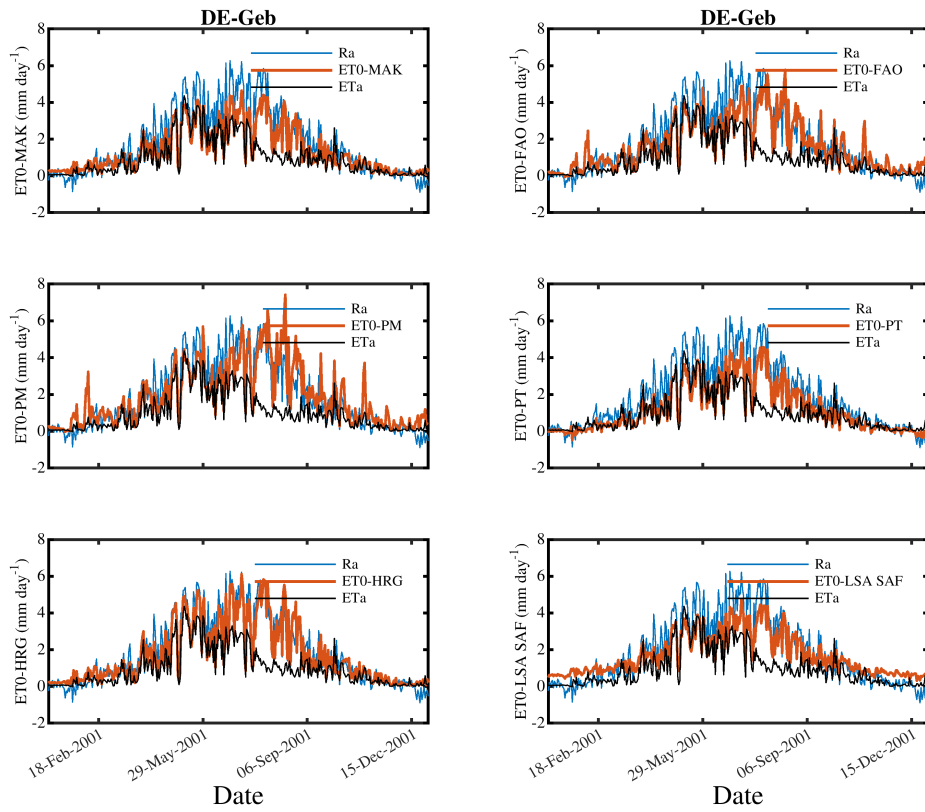 DE-Geb
DE-Geb
8
6
4
2
0
-2
ET0-MAK (mm day-1)
Ra
ET0-MAK
ETa
8
6
4
2
0
-2
ET0-FAO (mm day-1)
Ra
ET0-FAO
ETa
8
6
4
2
0
-2
ET0-PM (mm day-1)
Ra
ET0-PM
ETa
8
6
4
2
0
-2
ET0-PT (mm day-1)
Ra
ET0-PT
ETa
8
6
4
2
0
-2
ET0-HRG (mm day-1)
Ra
ET0-HRG
ETa
18-Feb-2001
29-May-2001
06-Sep-2001
15-Dec-2001
Date
8
6
4
2
0
-2
ET0-LSA SAF (mm day-1)
Ra
ET0-LSA SAF
ETa
18-Feb-2001
29-May-2001
06-Sep-2001
15-Dec-2001
Date